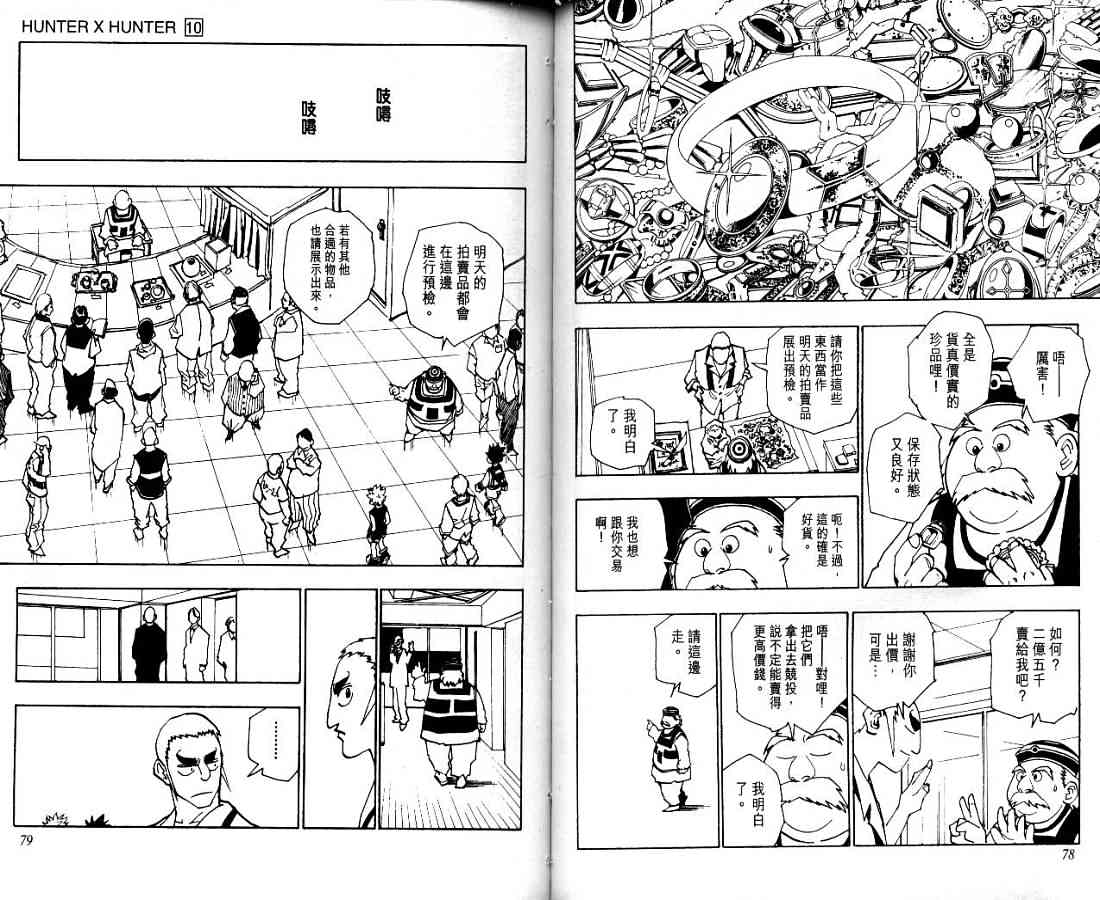 唔──
厲害！
全是
貨真價實的
珍品哩！
保存狀態
又良好。
請你把這些
東西當作
明天的拍賣品
展出預檢。
我明白
了。
呃！不過，
這的確是
好貨。
我也想
跟你交易
啊！
如何？
二億五千
賣給我吧？
謝謝你
出價，
可是…
唔──對哩！
把它們
拿出去競投，
說不定能賣得
更高價錢。
我明白
了。
請這邊
走。
78
HUNTER X HUNTER 10
吱噚
吱噚
明天的
拍賣品都會
在這邊
進行預檢。
若有其他
合適的物品，
也請展示出來。
………
79